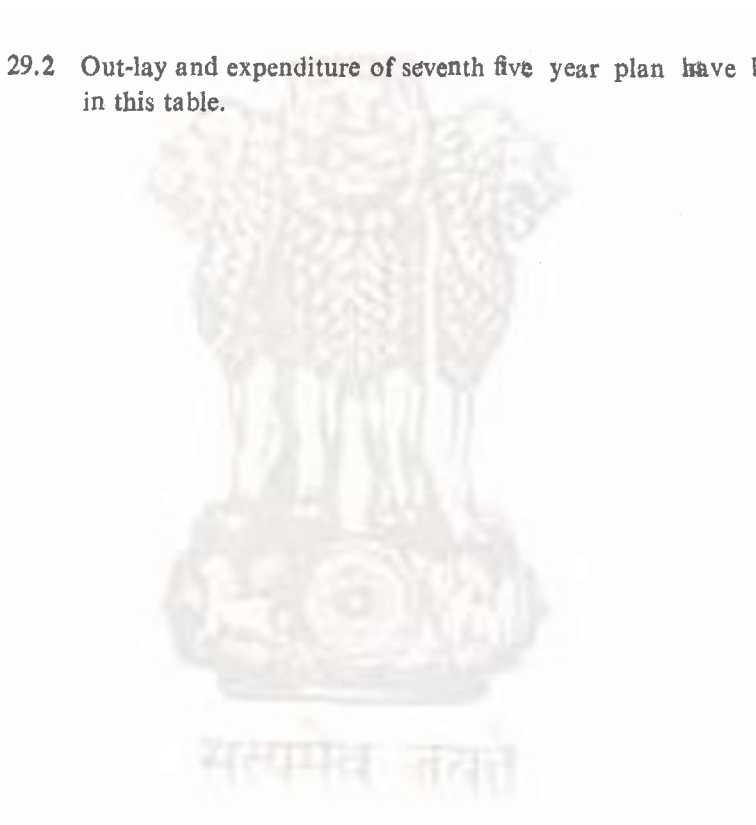 29.2 Out-lay and expenditure of seventh five year plan have
in this table.
सत्यमेव जयते